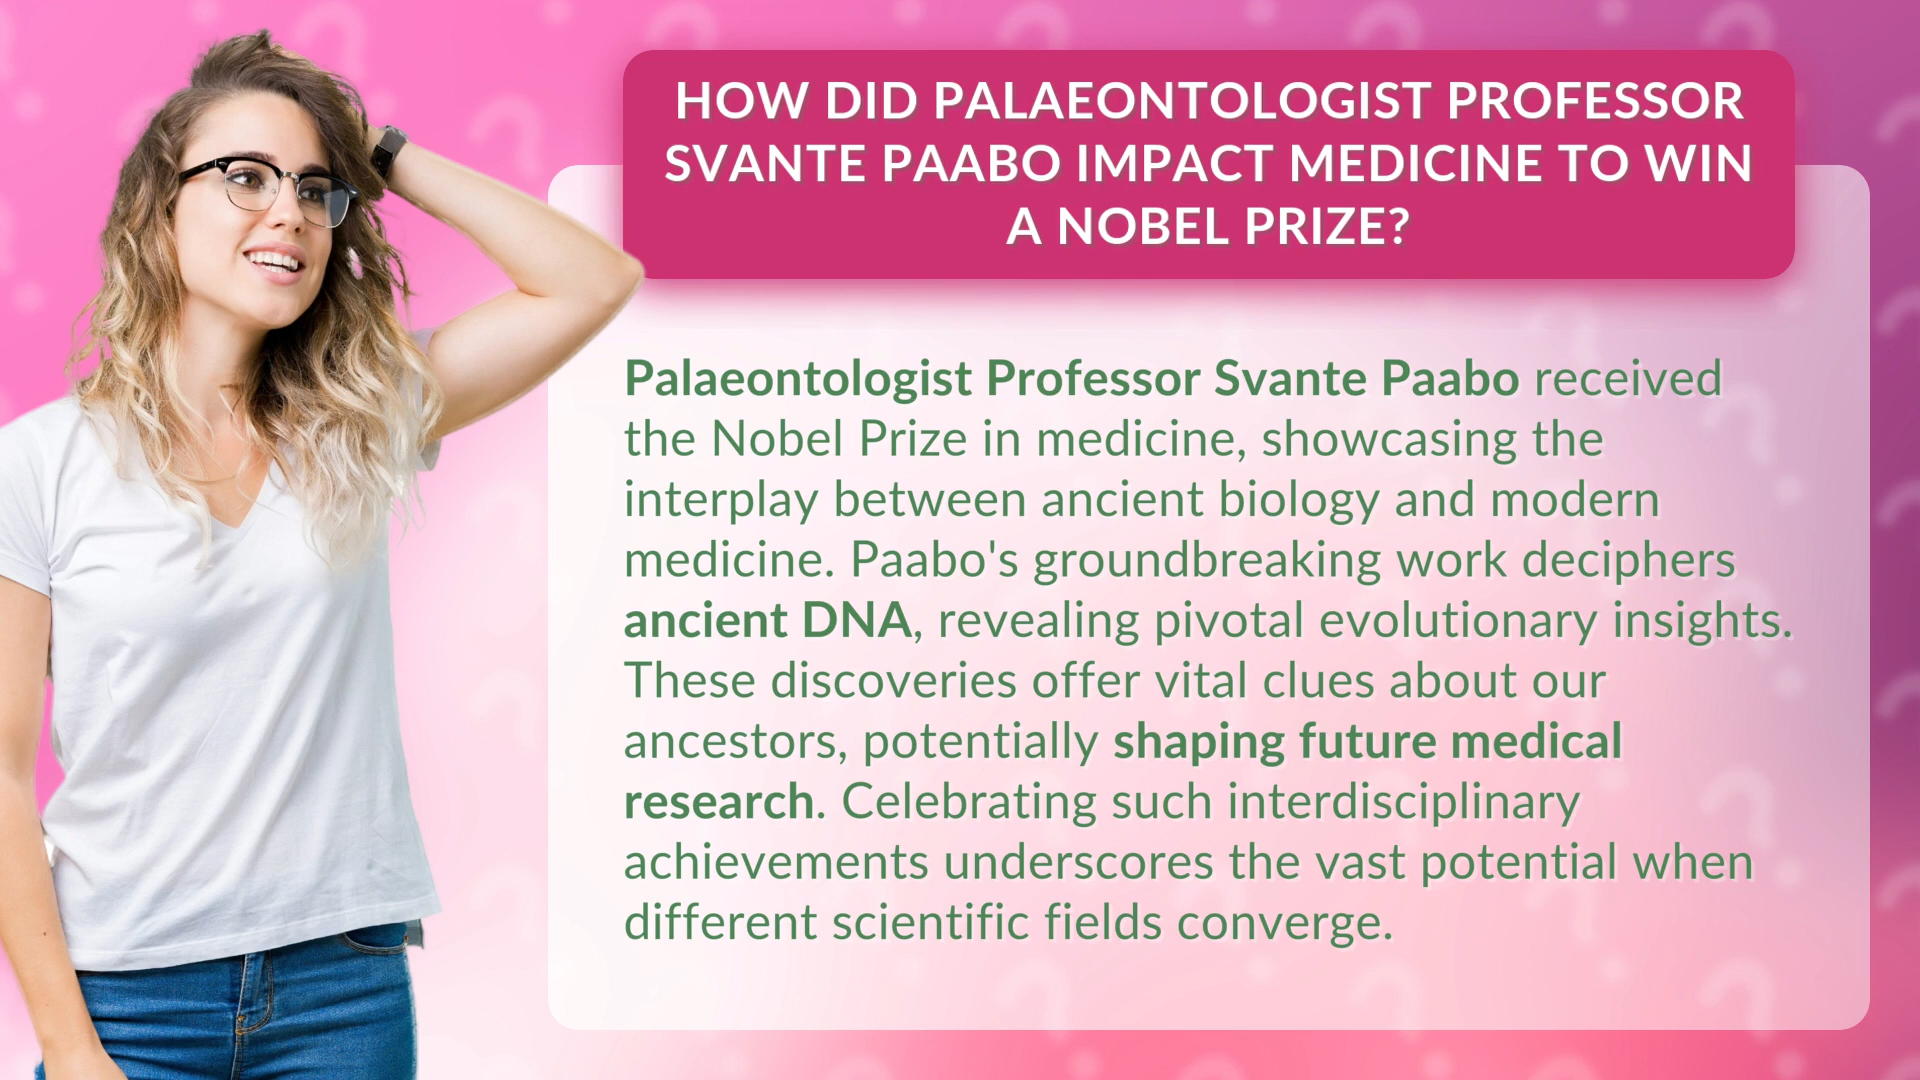 HOW DID PALAEONTOLOGIST PROFESSOR
SVANTE PAABO IMPACT MEDICINE TO WIN
A NOBEL PRIZE?
Palaeontologist Professor Svante Paabo received
the Nobel Prize in medicine, showcasing the
interplay between ancient biology and modern
medicine. Paabo's groundbreaking work deciphers
ancient DNA, revealing pivotal evolutionary insights.
These discoveries offer vital clues about our
ancestors, potentially shaping future medical
research. Celebrating such interdisciplinary
achievements underscores the vast potential when
different scientific fields converge.